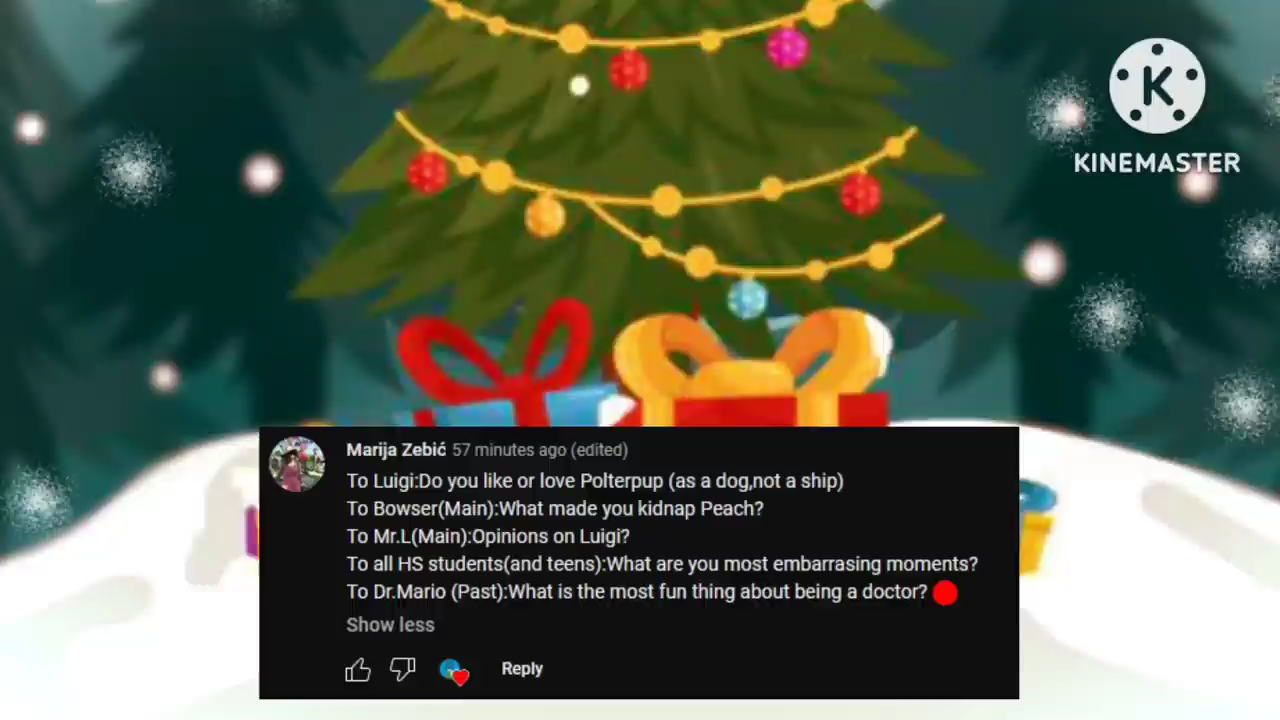 K
KINEMASTER
Marija Zebić 57 minutes ago (edited)
To Luigi:Do you like or love Polterpup (as a dog,not a ship)
To Bowser(Main):What made you kidnap Peach?
To Mr.L(Main):Opinions on Luigi?
To all HS students(and teens):What are you most embarrasing moments?
To Dr.Mario (Past):What is the most fun thing about being a doctor?
Show less
Reply